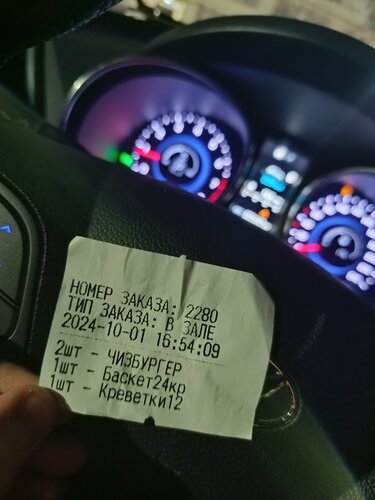 НОМЕР ЗАКАЗА: 2280
ТИП ЗАКАЗА: В ЗАЛЕ
2024-10-01 16:54:09
2шт - ЧИЗБУРГЕР
1шт - Баскет24кр
1шт - Креветки12